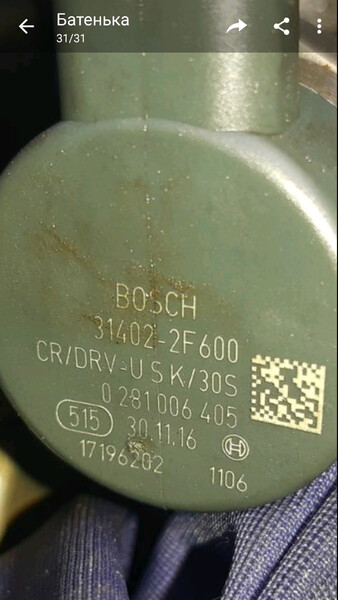 Батенька
31/31
BOSCH
31402-2F600
CR/DRV-U S K/30S
0 281 006 405
515 30.11.16
17196202 1106